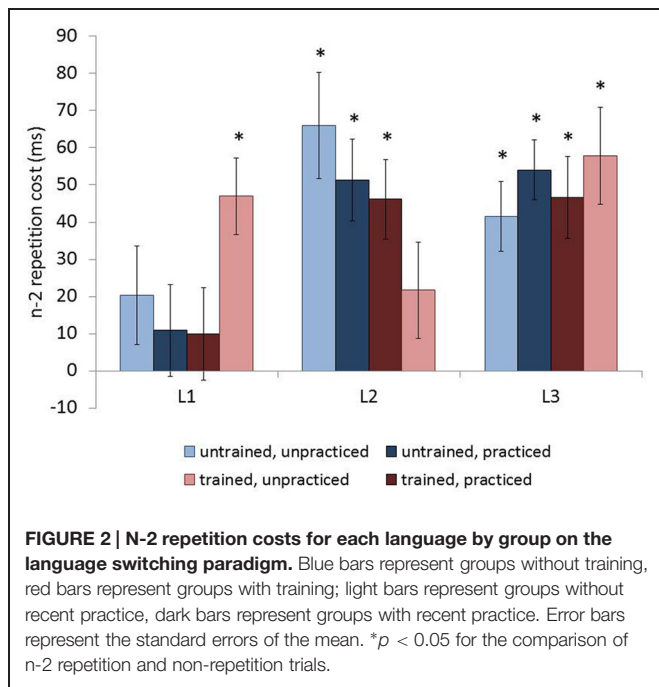 90
80
70
60
50
40
30
20
10
0
-10
n-2 repetition cost (ms)
*
*
*
*
*
*
*
*
L1
L2
L3
untrained, unpracticed
untrained, practiced
trained, unpracticed
trained, practiced
FIGURE 2 | N-2 repetition costs for each language by group on the
language switching paradigm. Blue bars represent groups without training,
red bars represent groups with training; light bars represent groups without
recent practice, dark bars represent groups with recent practice. Error bars
represent the standard errors of the mean. *p < 0.05 for the comparison of
n-2 repetition and non-repetition trials.